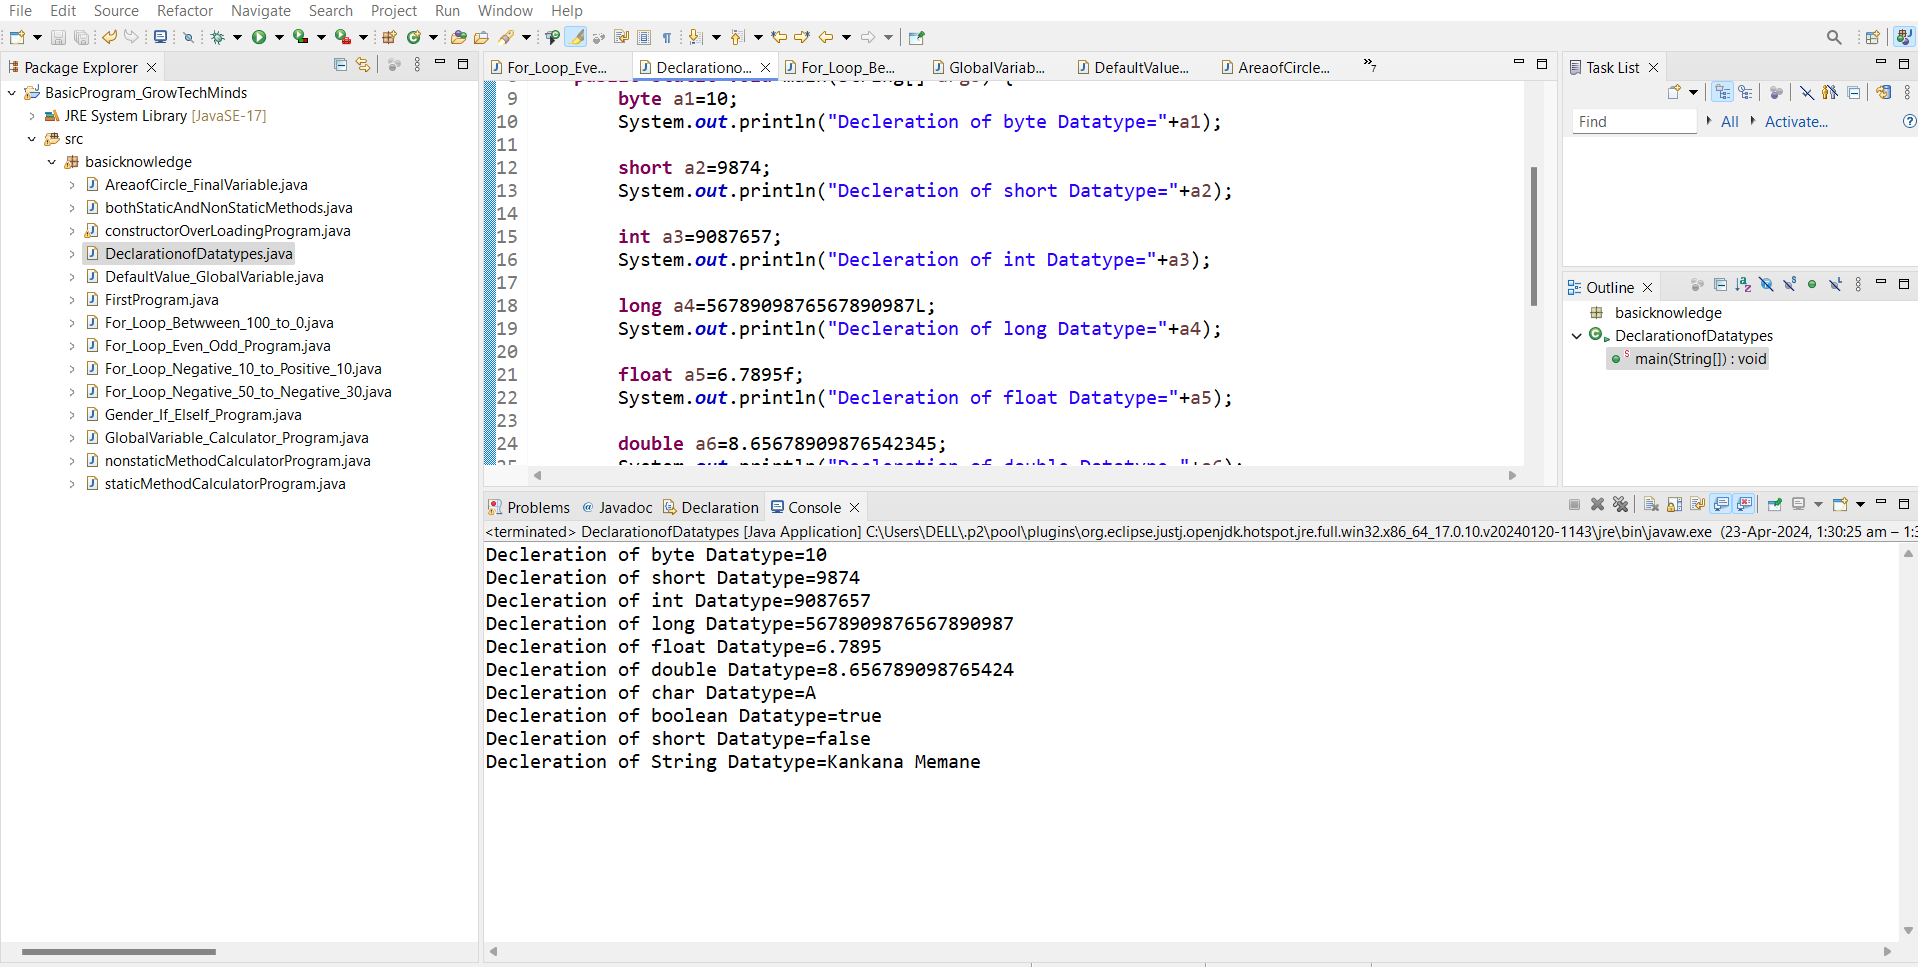 File Edit Source Refactor Navigate Search Project Run Window Help
Package Explorer
BasicProgram_GrowTechMinds
JRE System Library [JavaSE-17]
src
basicknowledge
AreaofCircle_FinalVariable.java
bothStaticAndNonStaticMethods.java
constructorOverLoadingProgram.java
DeclarationofDatatypes.java
DefaultValue_GlobalVariable.java
FirstProgram.java
For_Loop_Betwween_100_to_0.java
For_Loop_Even_Odd_Program.java
For_Loop_Negative_10_to_Positive_10.java
For_Loop_Negative_50_to_Negative_30.java
Gender_If_ElseIf_Program.java
GlobalVariable_Calculator_Program.java
nonstaticMethodCalculatorProgram.java
staticMethodCalculatorProgram.java
For_Loop_Eve... Declarationo... For_Loop_Be... GlobalVariab... DefaultValue... AreaofCircle... »7
9 byte a1=10;
10 System.out.println("Decleration of byte Datatype="+a1);
11
12 short a2=9874;
13 System.out.println("Decleration of short Datatype="+a2);
14
15 int a3=9087657;
16 System.out.println("Decleration of int Datatype="+a3);
17
18 long a4=5678909876567890987L;
19 System.out.println("Decleration of long Datatype="+a4);
20
21 float a5=6.7895f;
22 System.out.println("Decleration of float Datatype="+a5);
23
24 double a6=8.65678909876542345;
Task List
Find All Activate...
Outline
basicknowledge
DeclarationofDatatypes
main(String[]) : void
Problems @ Javadoc Declaration Console
<terminated> DeclarationofDatatypes [Java Application] C:\Users\DELL\.p2\pool\plugins\org.eclipse.justj.openjdk.hotspot.jre.full.win32.x86_64_17.0.10.v20240120-1143\jre\bin\javaw.exe (23-Apr-2024, 1:30:25 am – 1:3
Decleration of byte Datatype=10
Decleration of short Datatype=9874
Decleration of int Datatype=9087657
Decleration of long Datatype=5678909876567890987
Decleration of float Datatype=6.7895
Decleration of double Datatype=8.656789098765424
Decleration of char Datatype=A
Decleration of boolean Datatype=true
Decleration of short Datatype=false
Decleration of String Datatype=Kankana Memane